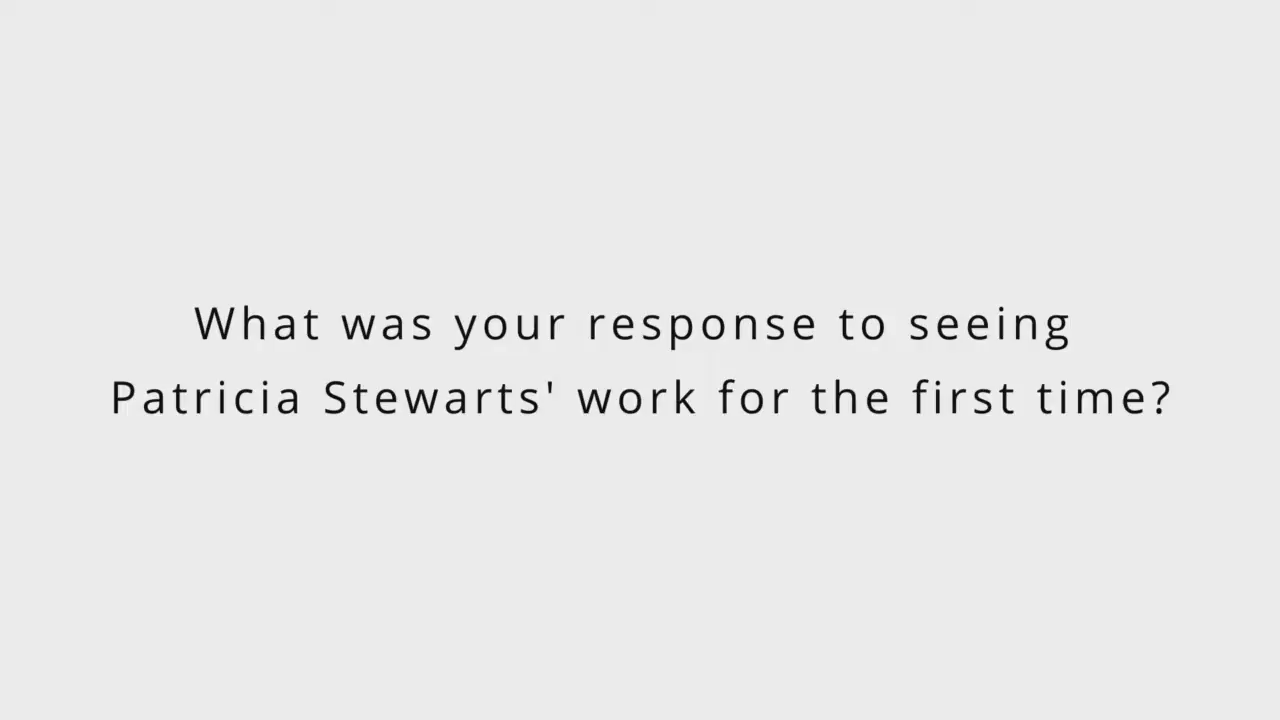 What was your response to seeing
Patricia Stewarts' work for the first time?